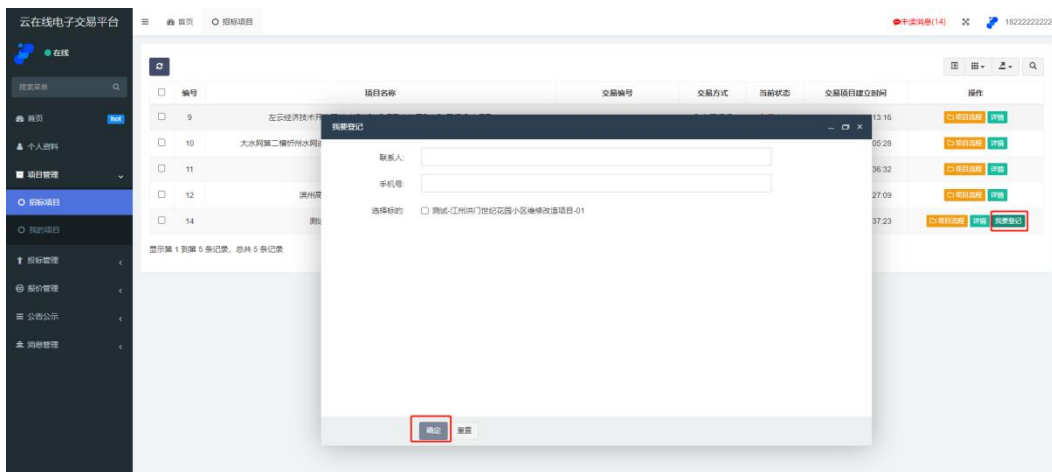 云在线电子交易平台
首页
招标项目
未读消息(14)
18222222222
在线
搜索菜单
首页
hot
个人资料
项目管理
招标项目
我的项目
投标管理
报价管理
公告公示
消息管理
编号 项目名称 交易编号 交易方式 当前状态 交易项目建立时间 操作
9 左云经济技术开 13:16 项目流程 详情
10 大水网第二横忻州水网 05:28 项目流程 详情
11 36:32 项目流程 详情
12 滨州高 27:09 项目流程 详情
14 测试 37:23 项目流程 详情 我要登记
显示第 1 到第 5 条记录，总共 5 条记录
我要登记
联系人:
手机号:
选择标的: 测试-江州洪门世纪花园小区维修改造项目-01
确定 重置